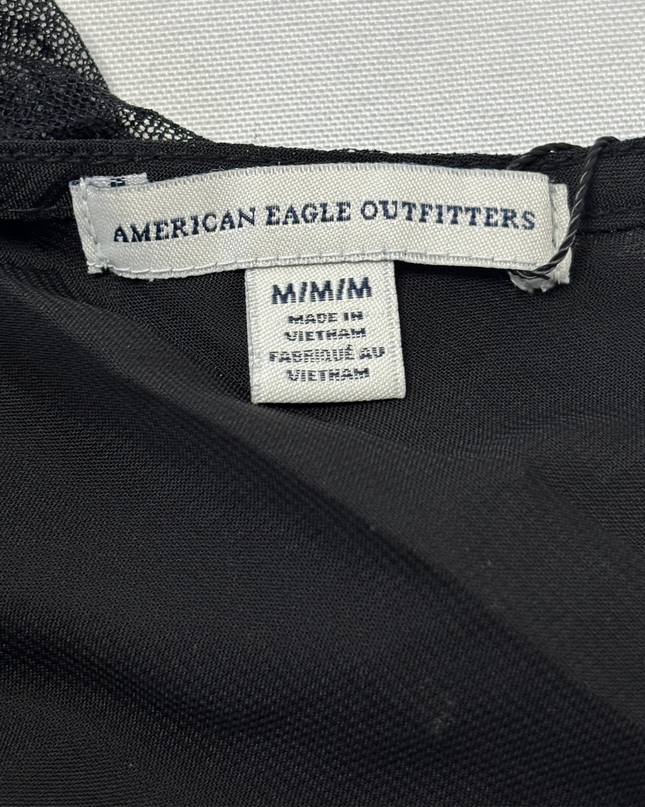 AMERICAN EAGLE OUTFITTERS
M/M/M
MADE IN
VIETNAM
FABRIQUÉ AU
VIETNAM